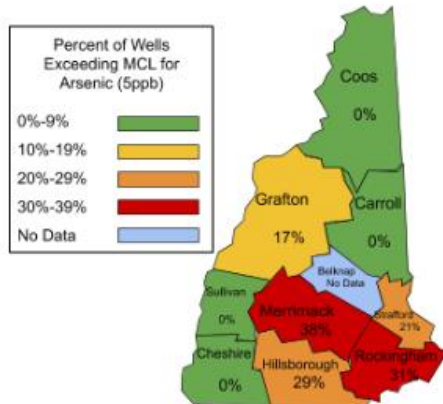 Percent of Wells
Exceeding MCL for
Arsenic (5ppb)
0%-9%
10%-19%
20%-29%
30%-39%
No Data
Coos
0%
Grafton
17%
Carroll
0%
Belknap
No Data
Sullivan
0%
Merrimack
38%
Strafford
21%
Cheshire
0%
Hillsborough
29%
Rockingham
31%